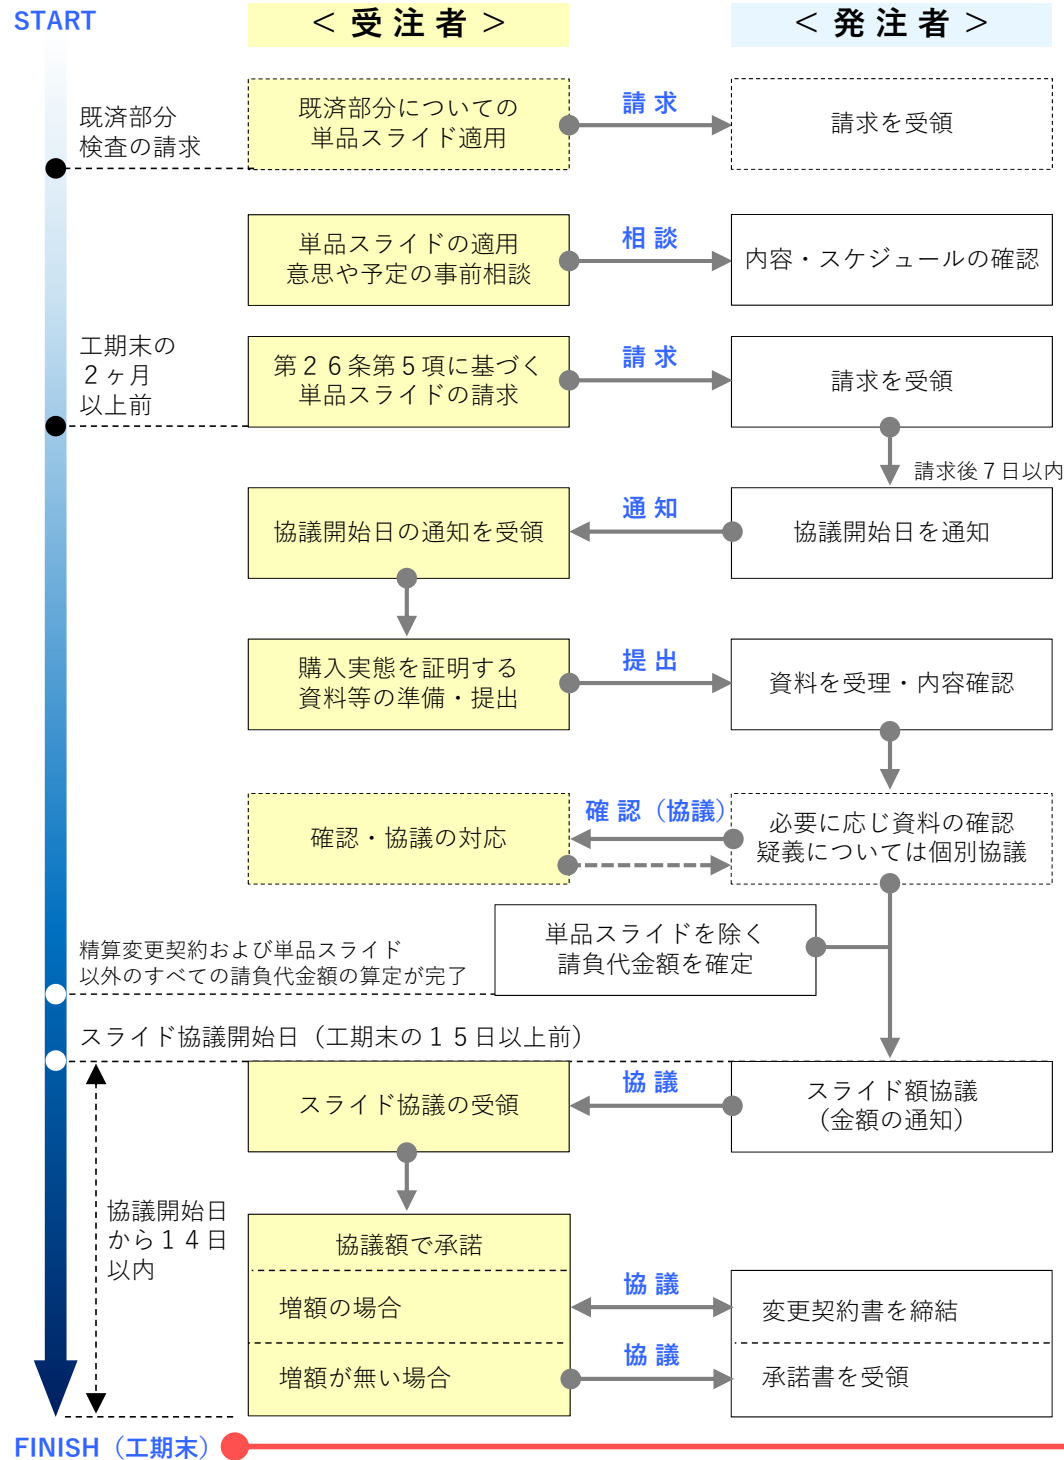 START
＜受注者＞
＜発注者＞
既済部分
検査の請求
既済部分についての
単品スライド適用
請求
請求を受領
単品スライドの適用
意思や予定の事前相談
相談
内容・スケジュールの確認
工期末の
２ヶ月
以上前
第２６条第５項に基づく
単品スライドの請求
請求
請求を受領
請求後７日以内
協議開始日の通知を受領
通知
協議開始日を通知
購入実態を証明する
資料等の準備・提出
提出
資料を受理・内容確認
確認・協議の対応
確認（協議）
必要に応じ資料の確認
疑義については個別協議
精算変更契約および単品スライド
以外のすべての請負代金額の算定が完了
単品スライドを除く
請負代金額を確定
スライド協議開始日（工期末の１５日以上前）
スライド協議の受領
協議
スライド額協議
（金額の通知）
協議開始日
から１４日
以内
協議額で承諾
増額の場合
協議
変更契約書を締結
増額が無い場合
協議
承諾書を受領
FINISH（工期末）